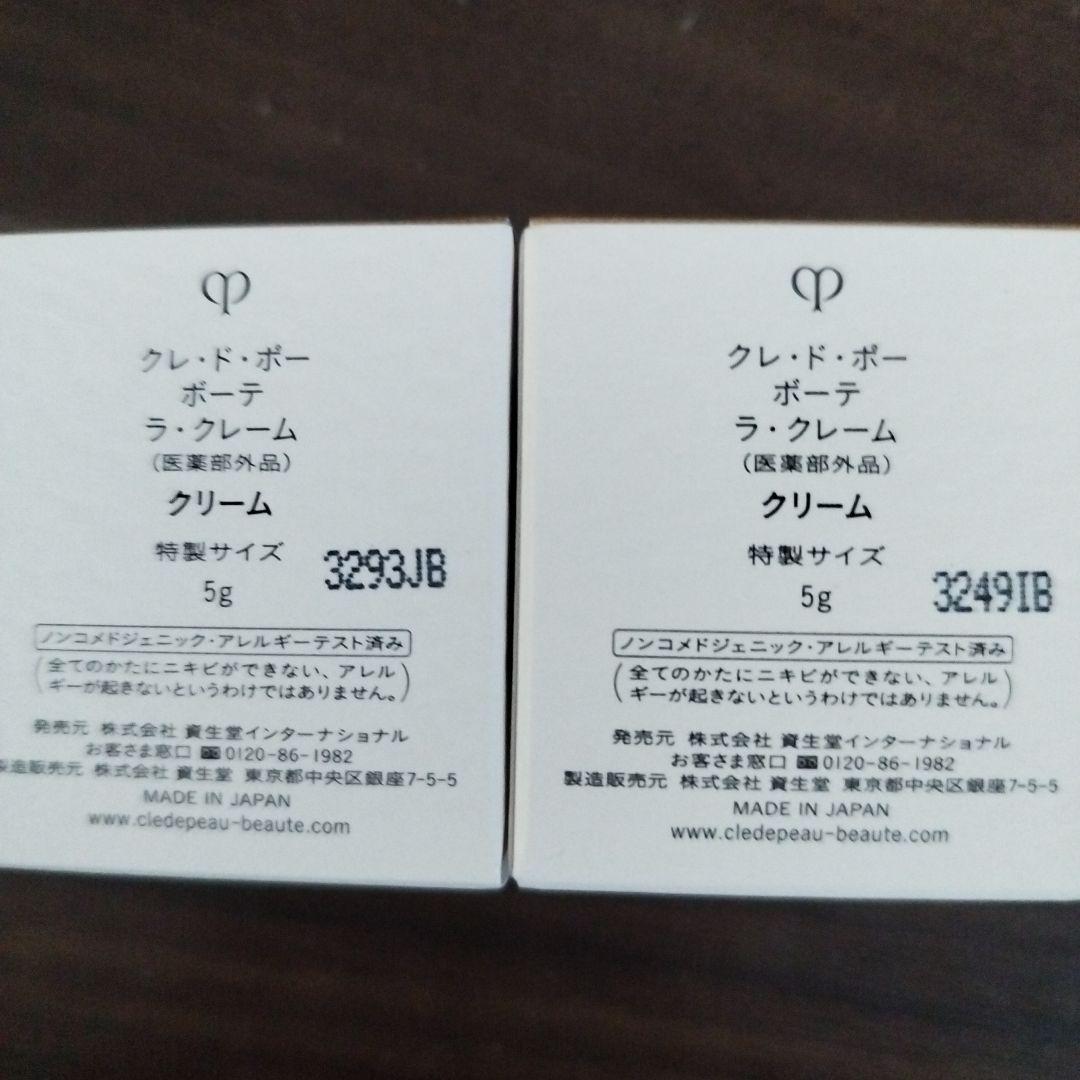 クレ・ド・ポー
ボーテ
ラ・クレーム
(医薬部外品)
クリーム
特製サイズ
5g
3293JB
ノンコメドジェニック・アレルギーテスト済み
(全てのかたにニキビができない、アレル
ギーが起きないというわけではありません。)
発売元 株式会社 資生堂インターナショナル
お客さま窓口 0120-86-1982
製造販売元 株式会社 資生堂 東京都中央区銀座7-5-5
MADE IN JAPAN
www.cledepeau-beaute.com
クレ・ド・ポー
ボーテ
ラ・クレーム
(医薬部外品)
クリーム
特製サイズ
5g
3249IB
ノンコメドジェニック・アレルギーテスト済み
(全てのかたにニキビができない、アレル
ギーが起きないというわけではありません。)
発売元 株式会社 資生堂インターナショナル
お客さま窓口 0120-86-1982
製造販売元 株式会社 資生堂 東京都中央区銀座7-5-5
MADE IN JAPAN
www.cledepeau-beaute.com